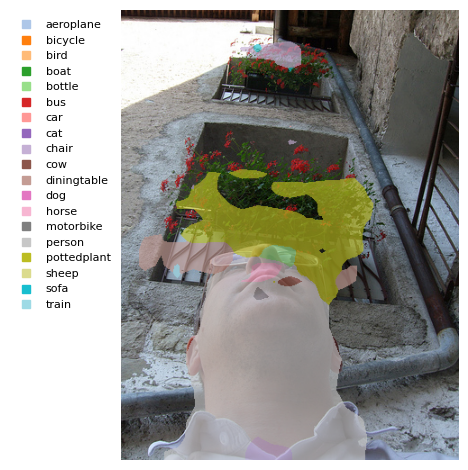 aeroplane
bicycle
bird
boat
bottle
bus
car
cat
chair
cow
diningtable
dog
horse
motorbike
person
pottedplant
sheep
sofa
train